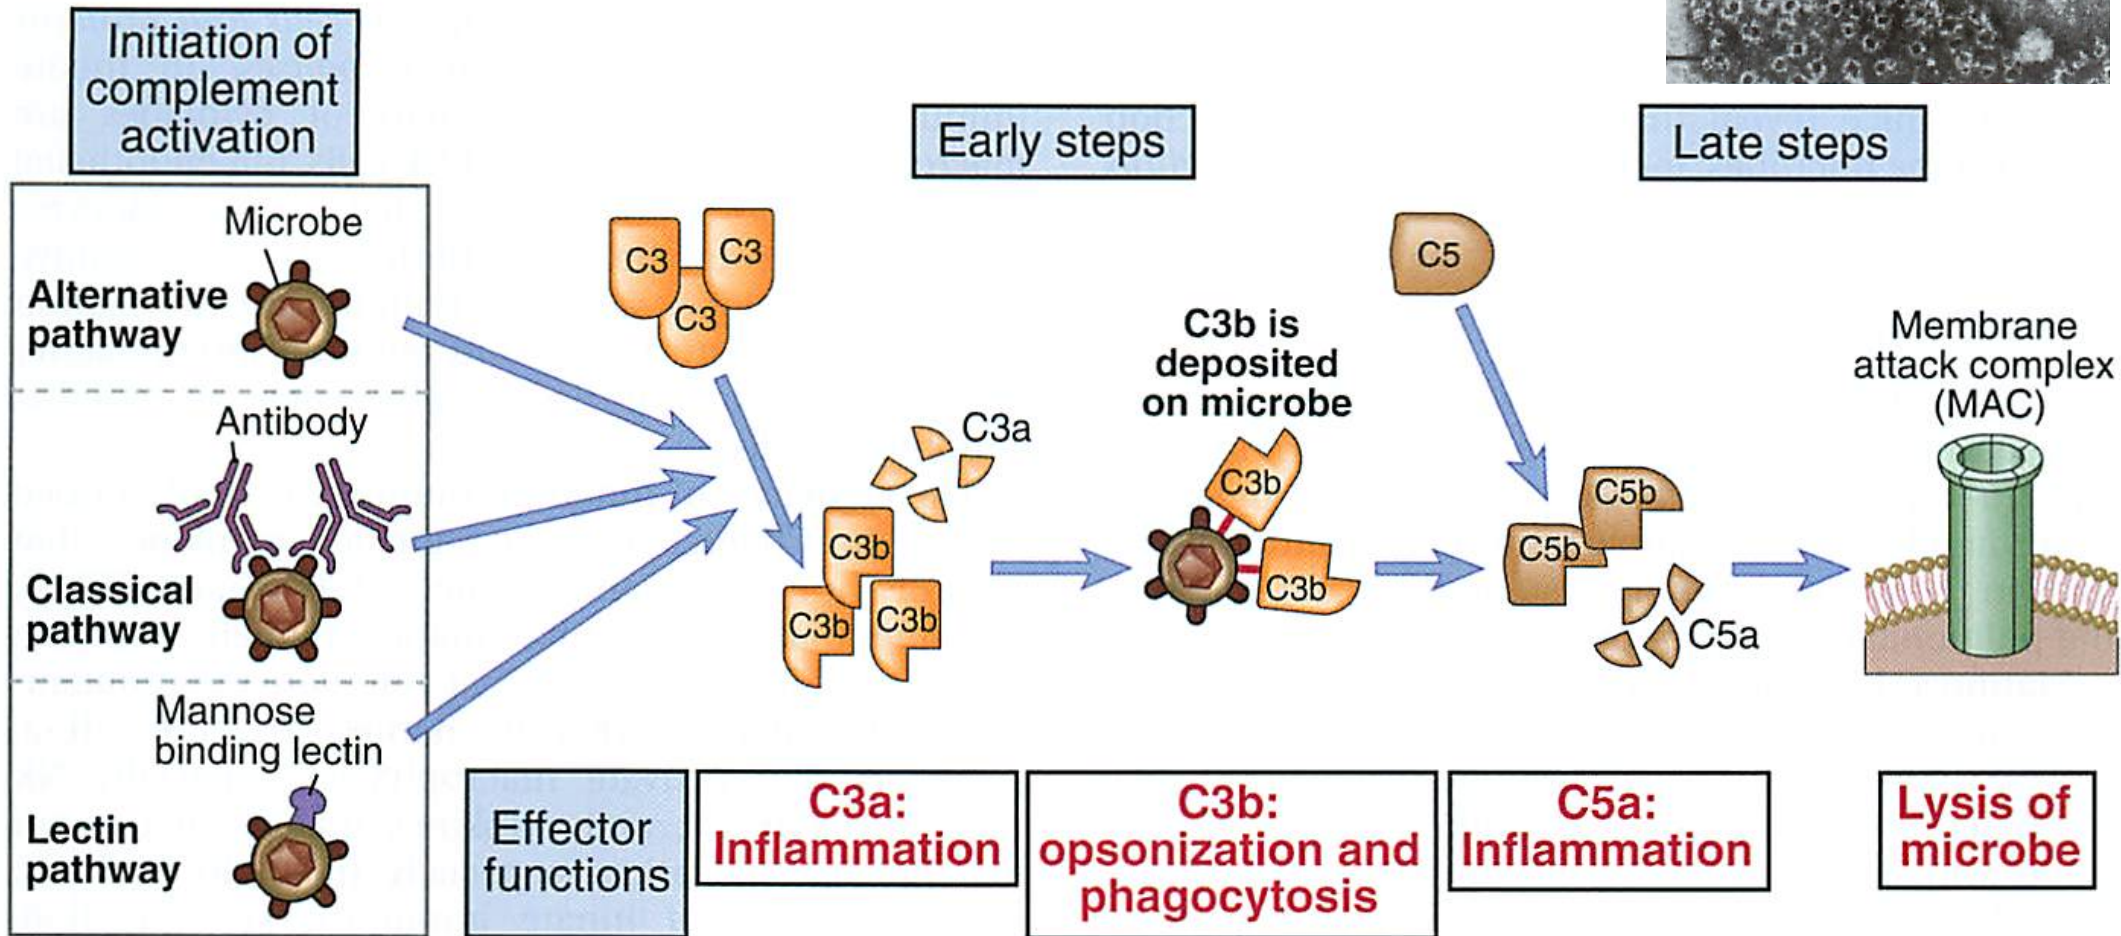 Initiation of
complement
activation
Early steps
Late steps
Microbe
Alternative
pathway
Antibody
Classical
pathway
Mannose
binding lectin
Lectin
pathway
C3
C3
C3
C3a
C3b
C3b
C3b
C3b is
deposited
on microbe
C3b
C3b
C5
C5b
C5b
C5a
Membrane
attack complex
(MAC)
Effector
functions
C3a:
Inflammation
C3b:
opsonization and
phagocytosis
C5a:
Inflammation
Lysis of
microbe